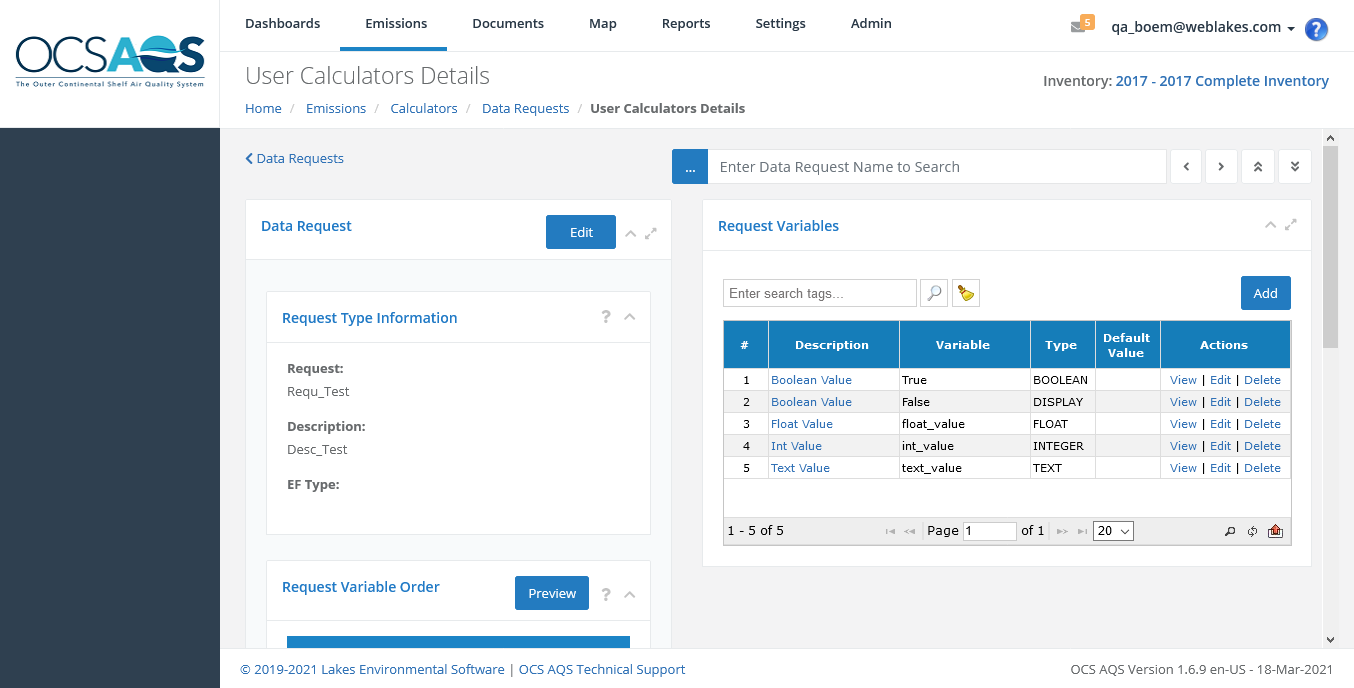 OCSAQS
The Outer Continental Shelf Air Quality System
Dashboards Emissions Documents Map Reports Settings Admin
5 qa_boem@weblakes.com ?
User Calculators Details
Inventory: 2017 - 2017 Complete Inventory
Home / Emissions / Calculators / Data Requests / User Calculators Details
Data Requests
... Enter Data Request Name to Search
Data Request Edit
Request Type Information ?
Request:
Requ_Test
Description:
Desc_Test
EF Type:
Request Variable Order Preview ?
Request Variables
Enter search tags... Add
# Description Variable Type Default Value Actions
1 Boolean Value True BOOLEAN View | Edit | Delete
2 Boolean Value False DISPLAY View | Edit | Delete
3 Float Value float_value FLOAT View | Edit | Delete
4 Int Value int_value INTEGER View | Edit | Delete
5 Text Value text_value TEXT View | Edit | Delete
1 - 5 of 5 Page 1 of 1 20
© 2019-2021 Lakes Environmental Software | OCS AQS Technical Support
OCS AQS Version 1.6.9 en-US - 18-Mar-2021